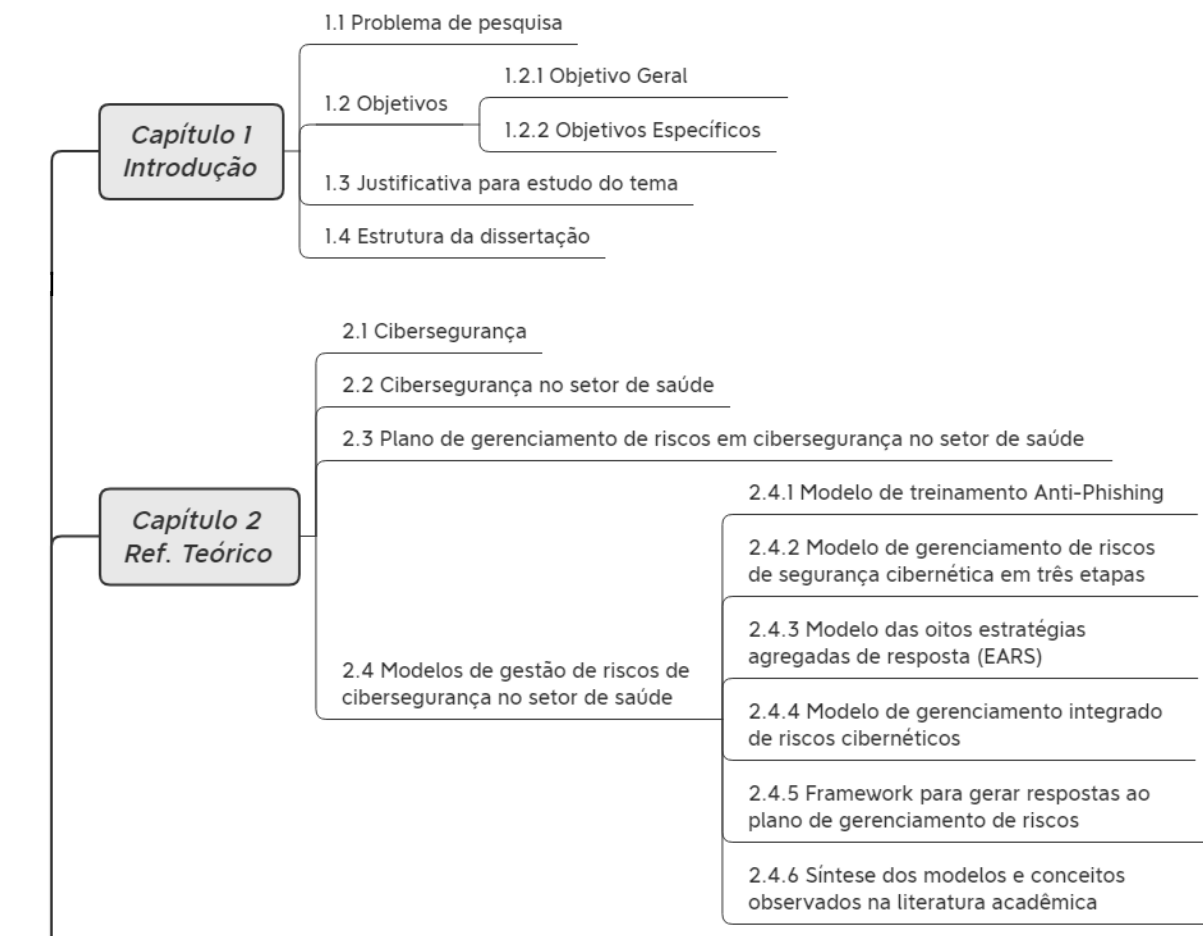 1.1 Problema de pesquisa
1.2.1 Objetivo Geral
1.2 Objetivos
1.2.2 Objetivos Específicos
Capítulo 1
Introdução
1.3 Justificativa para estudo do tema
1.4 Estrutura da dissertação
2.1 Cibersegurança
2.2 Cibersegurança no setor de saúde
2.3 Plano de gerenciamento de riscos em cibersegurança no setor de saúde
Capítulo 2
Ref. Teórico
2.4 Modelos de gestão de riscos de
cibersegurança no setor de saúde
2.4.1 Modelo de treinamento Anti-Phishing
2.4.2 Modelo de gerenciamento de riscos
de segurança cibernética em três etapas
2.4.3 Modelo das oitos estratégias
agregadas de resposta (EARS)
2.4.4 Modelo de gerenciamento integrado
de riscos cibernéticos
2.4.5 Framework para gerar respostas ao
plano de gerenciamento de riscos
2.4.6 Síntese dos modelos e conceitos
observados na literatura acadêmica